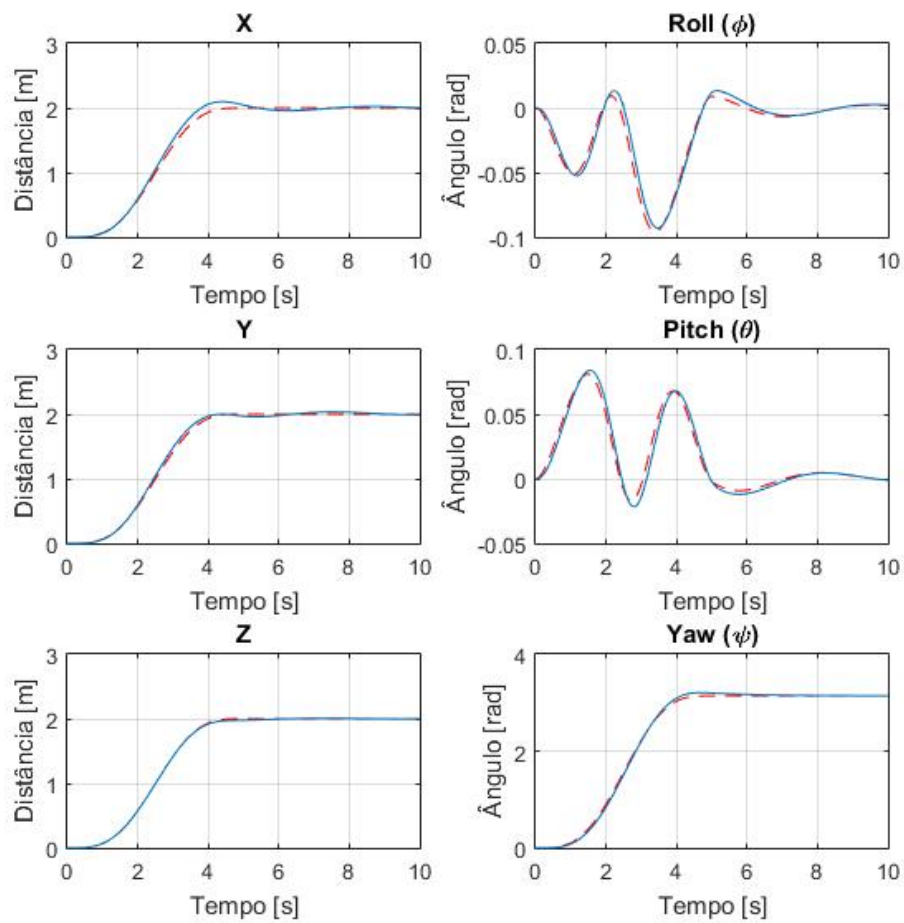 X
3
2
1
0
Distância [m]
0 2 4 6 8 10
Tempo [s]
Roll (ϕ)
0.05
0
-0.05
-0.1
Ângulo [rad]
0 2 4 6 8 10
Tempo [s]
Y
3
2
1
0
Distância [m]
0 2 4 6 8 10
Tempo [s]
Pitch (θ)
0.1
0.05
0
-0.05
Ângulo [rad]
0 2 4 6 8 10
Tempo [s]
Z
3
2
1
0
Distância [m]
0 2 4 6 8 10
Tempo [s]
Yaw (ψ)
4
2
0
Ângulo [rad]
0 2 4 6 8 10
Tempo [s]